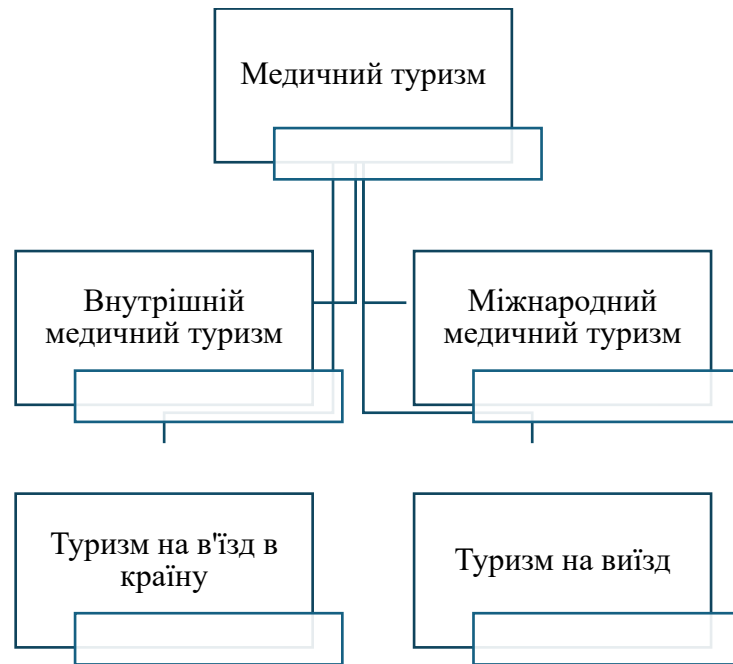 Медичний туризм
Внутрішній
медичний туризм
Міжнародний
медичний туризм
Туризм на в'їзд в
країну
Туризм на виїзд